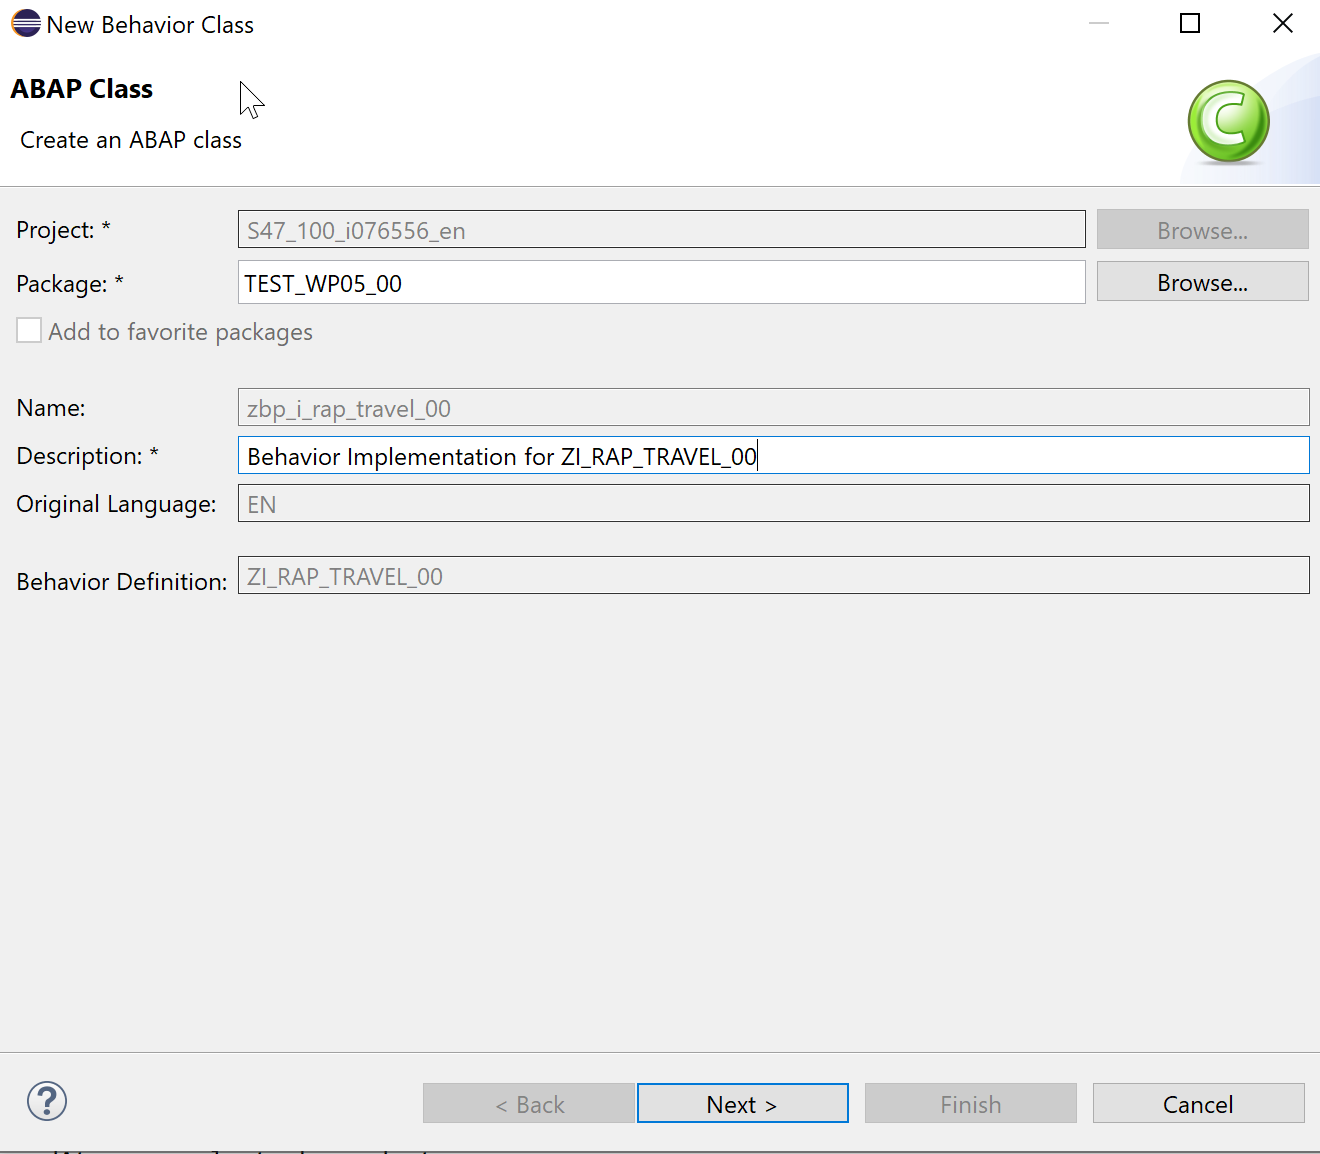 New Behavior Class
ABAP Class
Create an ABAP class
Project: * S47_100_i076556_en Browse...
Package: * TEST_WP05_00 Browse...
Add to favorite packages
Name: zbp_i_rap_travel_00
Description: * Behavior Implementation for ZI_RAP_TRAVEL_00
Original Language: EN
Behavior Definition: ZI_RAP_TRAVEL_00
? < Back Next > Finish Cancel